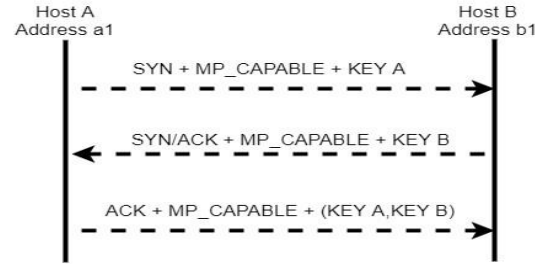 Host A
Address a1
Host B
Address b1
SYN + MP_CAPABLE + KEY A
SYN/ACK + MP_CAPABLE + KEY B
ACK + MP_CAPABLE + (KEY A,KEY B)